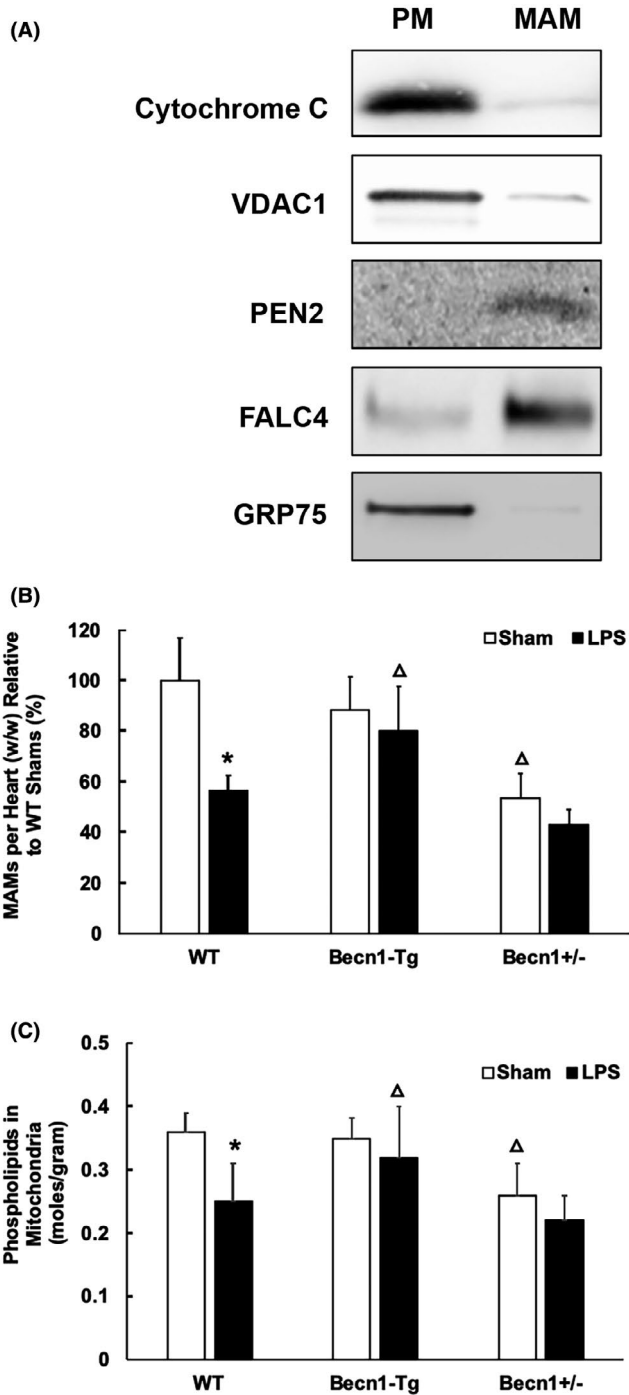 (A)
PM MAM
Cytochrome C
VDAC1
PEN2
FALC4
GRP75
(B)
MAMs per Heart (w/w) Relative
to WT Shams (%)
120
100
80
60
40
20
0
Sham LPS
*
Δ
Δ
WT Becn1-Tg Becn1+/-
(C)
Phospholipids in
Mitochondria
(moles/gram)
0.5
0.4
0.3
0.2
0.1
0
Sham LPS
*
Δ
Δ
WT Becn1-Tg Becn1+/-